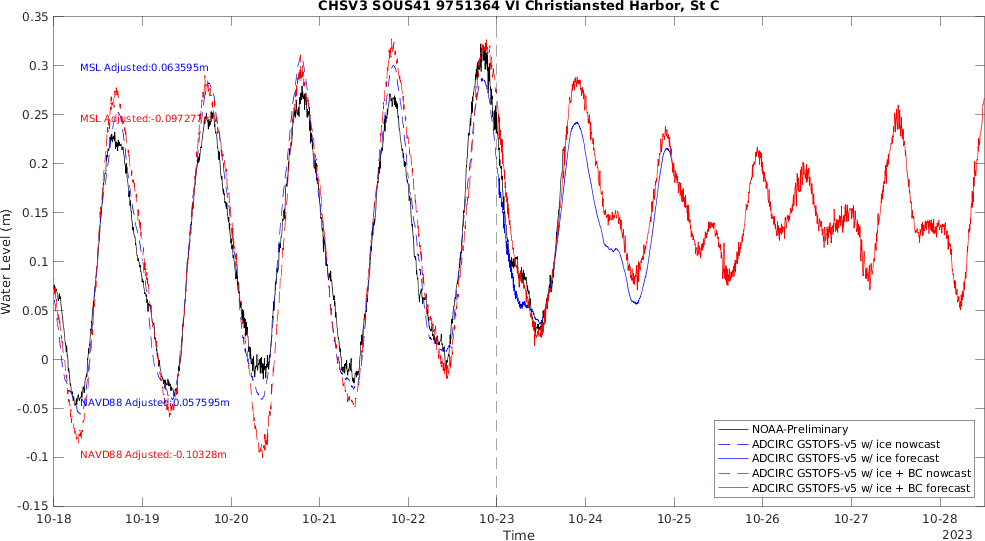 CHSV3 SOUS41 9751364 VI Christiansted Harbor, St C
0.35
0.3
0.25
0.2
0.15
0.1
0.05
0
-0.05
-0.1
-0.15
Water Level (m)
MSL Adjusted:0.063595m
MSL Adjusted:-0.097277m
NAVD88 Adjusted:0.057595m
NAVD88 Adjusted:-0.10328m
NOAA-Preliminary
ADCIRC GSTOFS-v5 w/ ice nowcast
ADCIRC GSTOFS-v5 w/ ice forecast
ADCIRC GSTOFS-v5 w/ ice + BC nowcast
ADCIRC GSTOFS-v5 w/ ice + BC forecast
10-18 10-19 10-20 10-21 10-22 10-23 10-24 10-25 10-26 10-27 10-28
2023
Time